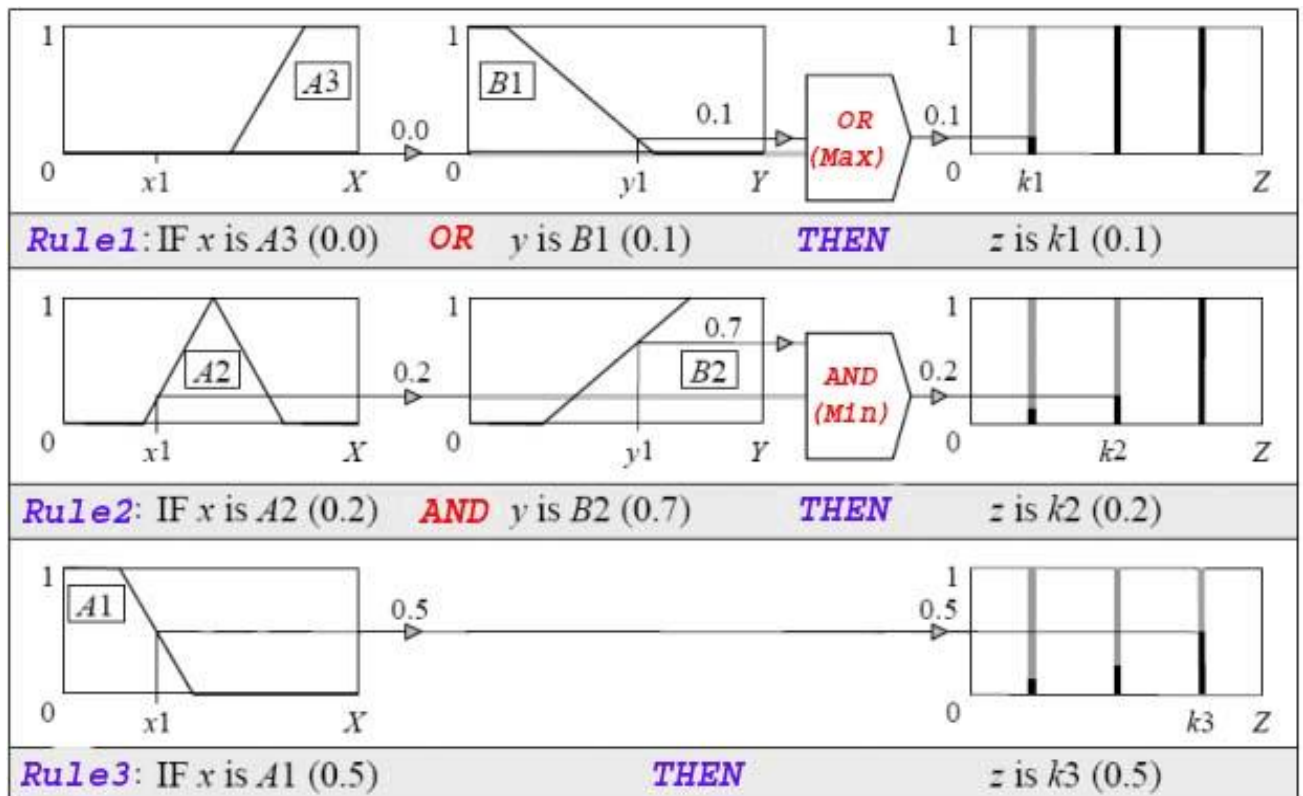 1 A3 1 B1 0.1 OR (Max) 0.1 1
0.0
0 x1 X 0 y1 Y 0 k1 Z
Rule1: IF x is A3 (0.0) OR y is B1 (0.1) THEN z is k1 (0.1)
1 A2 0.2 1 0.7 B2 AND (Min) 0.2 1
0 x1 X 0 y1 Y 0 k2 Z
Rule2: IF x is A2 (0.2) AND y is B2 (0.7) THEN z is k2 (0.2)
1 A1 0.5 1 0.5
0 x1 X 0 k3 Z
Rule3: IF x is A1 (0.5) THEN z is k3 (0.5)